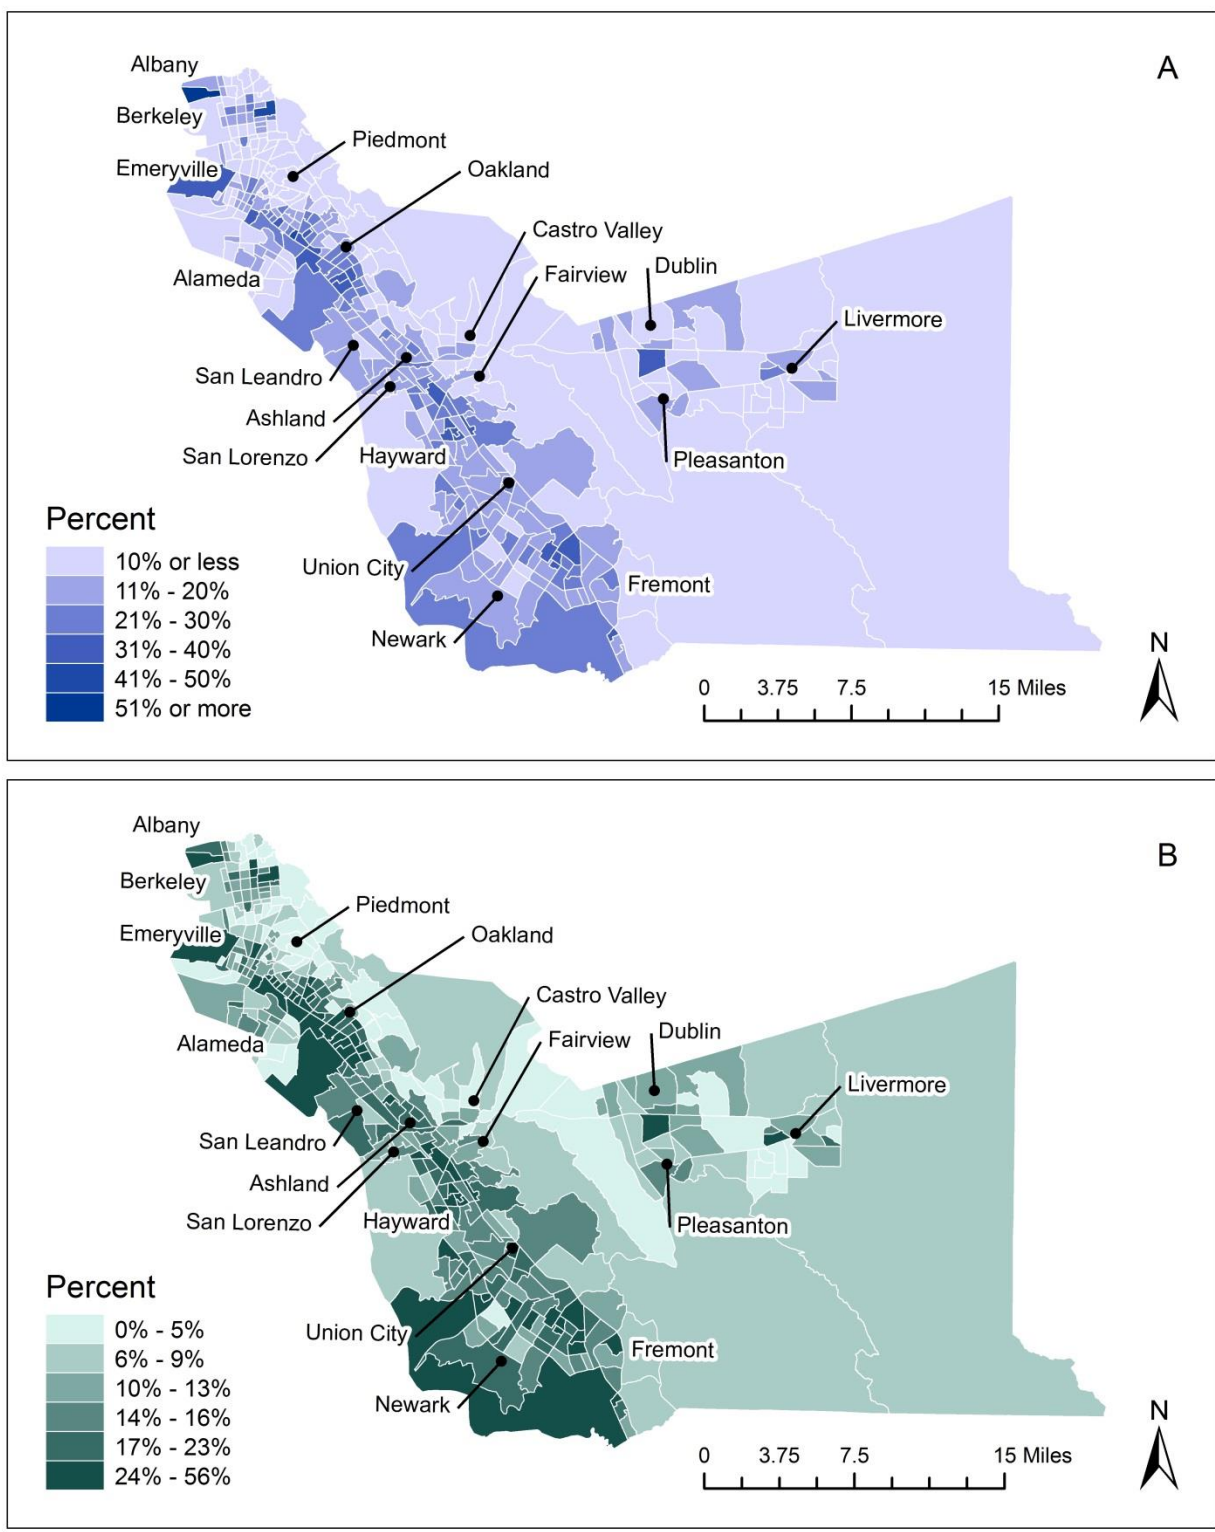 A
Albany
Berkeley
Piedmont
Emeryville
Oakland
Castro Valley
Fairview
Dublin
Alameda
Livermore
San Leandro
Ashland
San Lorenzo
Hayward
Pleasanton
Percent
10% or less
11% - 20%
21% - 30%
31% - 40%
41% - 50%
51% or more
Union City
Fremont
Newark
N
0 3.75 7.5 15 Miles
B
Albany
Berkeley
Piedmont
Emeryville
Oakland
Castro Valley
Fairview
Dublin
Alameda
Livermore
San Leandro
Ashland
San Lorenzo
Hayward
Pleasanton
Percent
0% - 5%
6% - 9%
10% - 13%
14% - 16%
17% - 23%
24% - 56%
Union City
Fremont
Newark
N
0 3.75 7.5 15 Miles